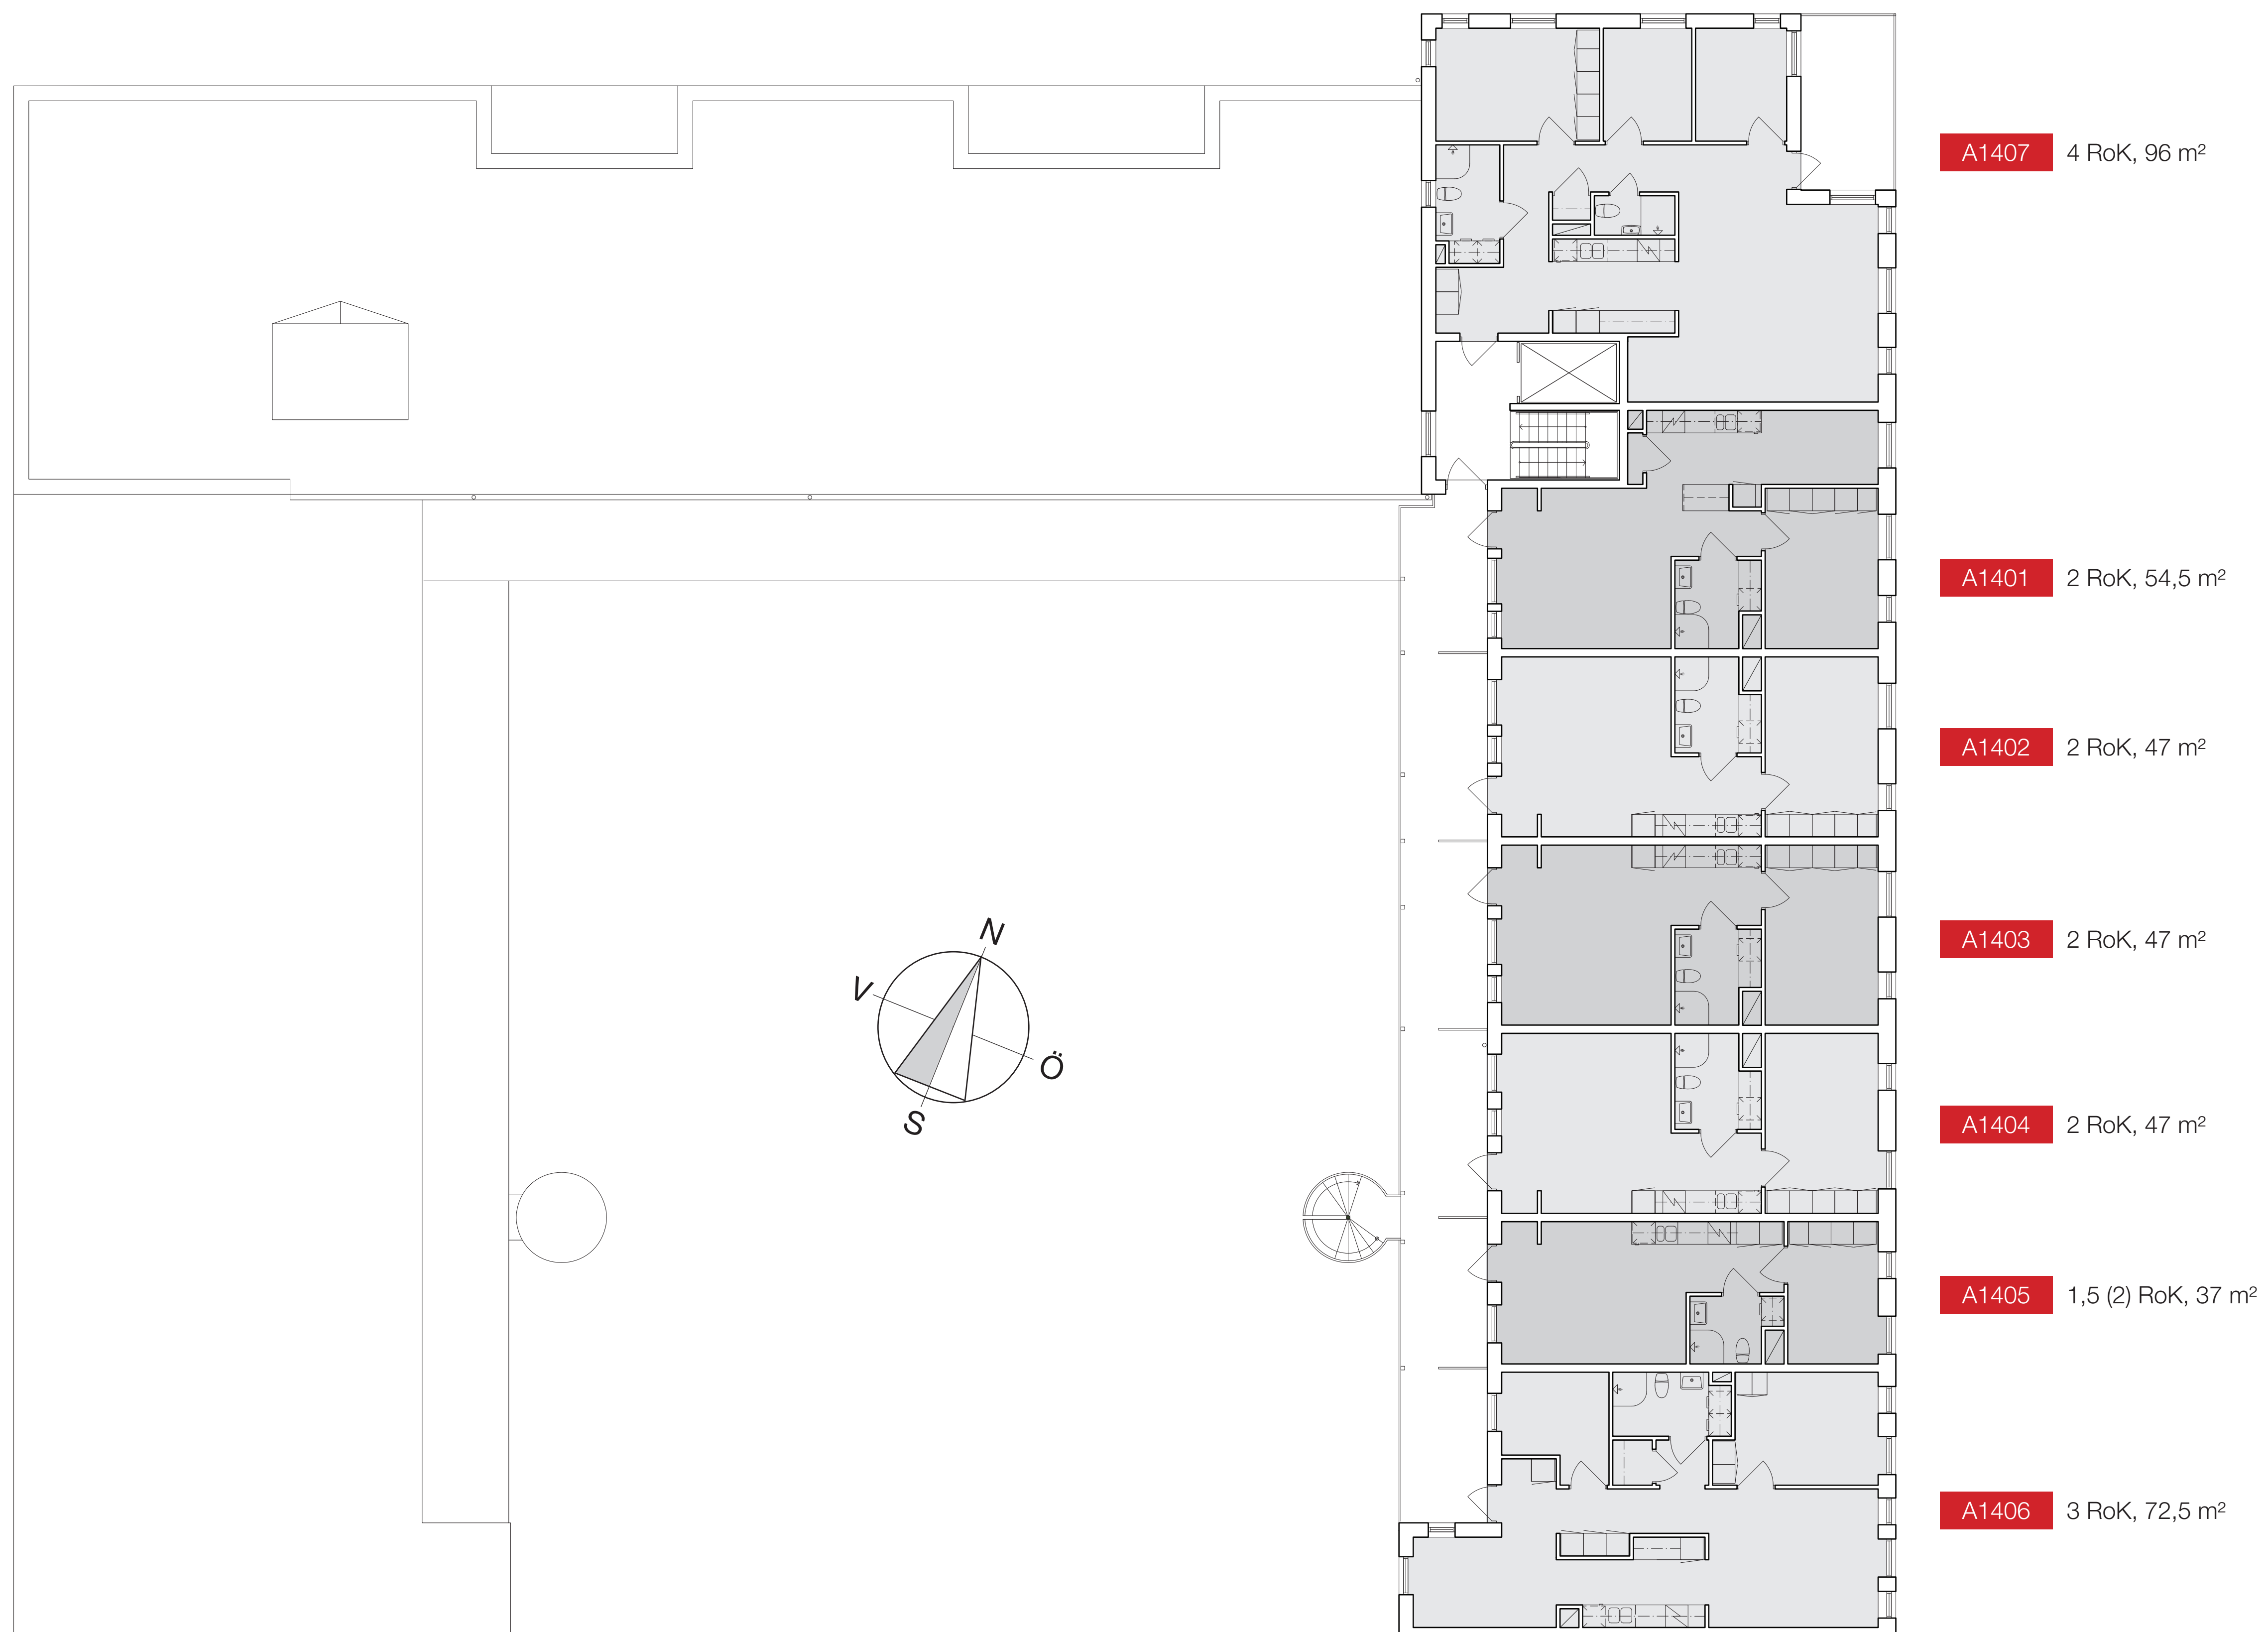 A1407 4 RoK, 96 m²
A1401 2 RoK, 54,5 m²
A1402 2 RoK, 47 m²
N
A1403 2 RoK, 47 m²
V
Ö
S
A1404 2 RoK, 47 m²
A1405 1,5 (2) RoK, 37 m²
A1406 3 RoK, 72,5 m²